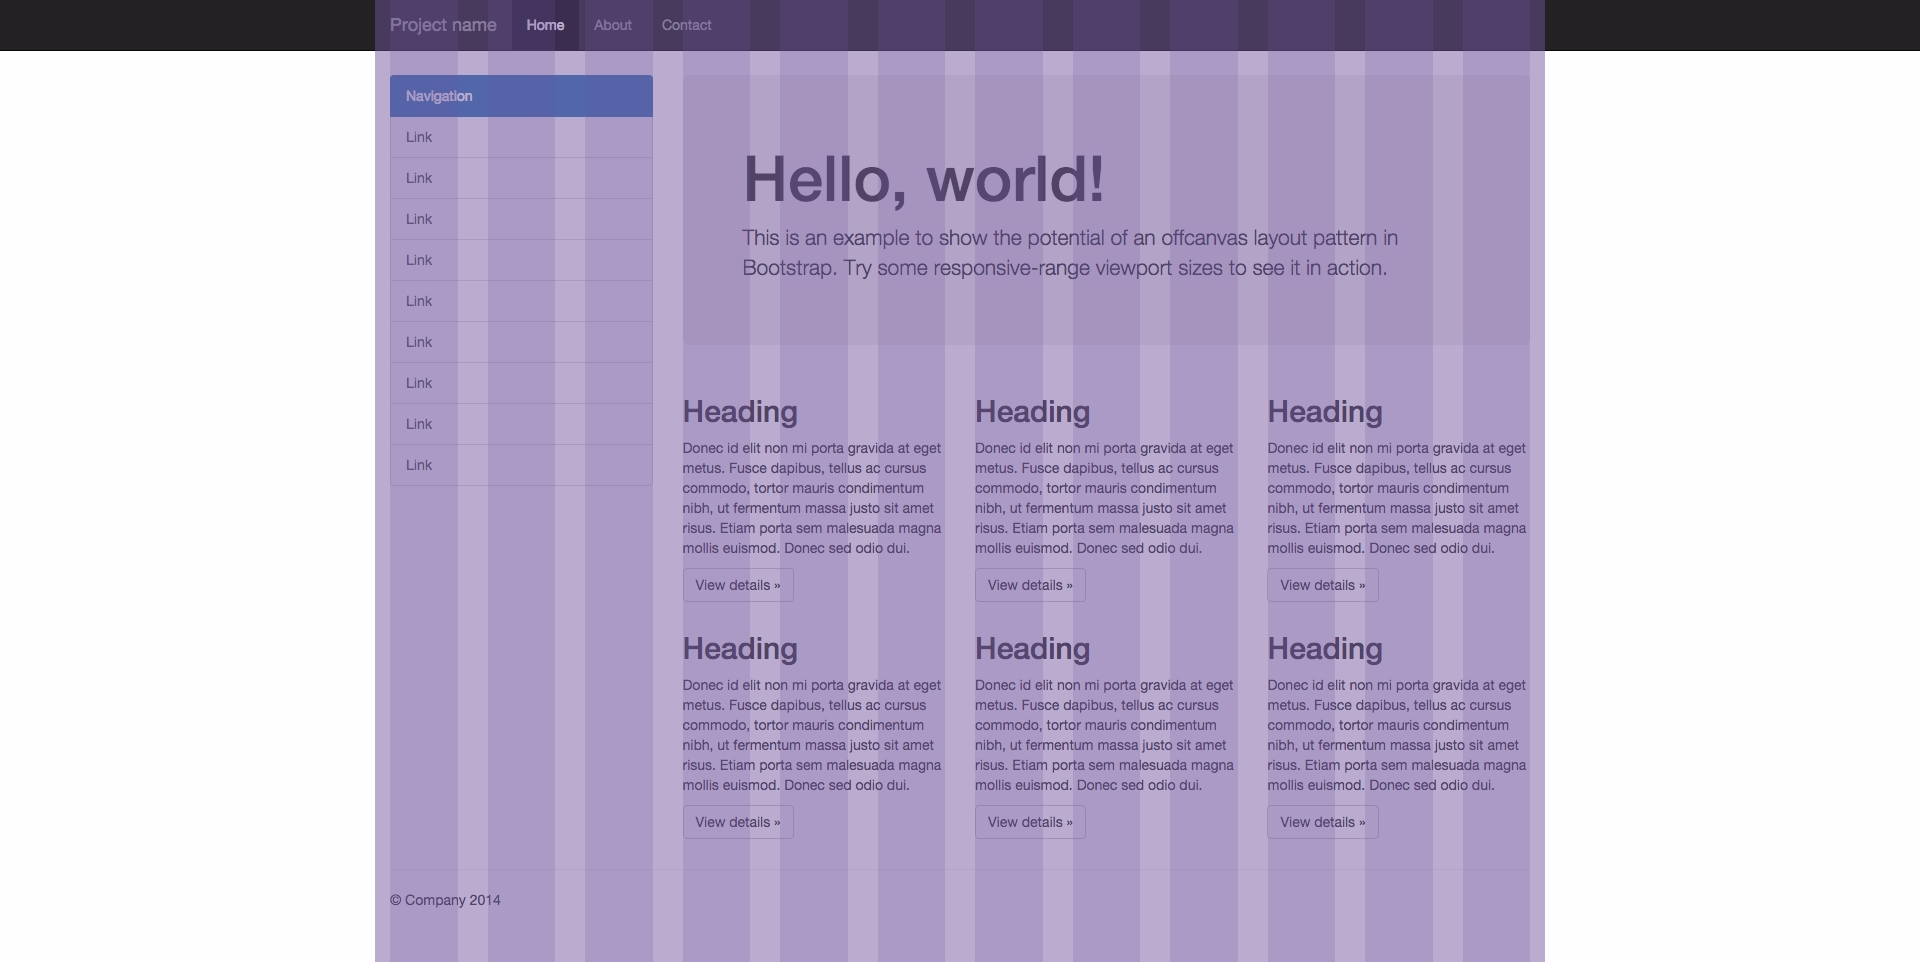 Project name Home About Contact
Navigation
Link
Link
Link
Link
Link
Link
Link
Link
Link
Hello, world!
This is an example to show the potential of an offcanvas layout pattern in
Bootstrap. Try some responsive-range viewport sizes to see it in action.
Heading
Donec id elit non mi porta gravida at eget
metus. Fusce dapibus, tellus ac cursus
commodo, tortor mauris condimentum
nibh, ut fermentum massa justo sit amet
risus. Etiam porta sem malesuada magna
mollis euismod. Donec sed odio dui.
View details »
Heading
Donec id elit non mi porta gravida at eget
metus. Fusce dapibus, tellus ac cursus
commodo, tortor mauris condimentum
nibh, ut fermentum massa justo sit amet
risus. Etiam porta sem malesuada magna
mollis euismod. Donec sed odio dui.
View details »
Heading
Donec id elit non mi porta gravida at eget
metus. Fusce dapibus, tellus ac cursus
commodo, tortor mauris condimentum
nibh, ut fermentum massa justo sit amet
risus. Etiam porta sem malesuada magna
mollis euismod. Donec sed odio dui.
View details »
Heading
Donec id elit non mi porta gravida at eget
metus. Fusce dapibus, tellus ac cursus
commodo, tortor mauris condimentum
nibh, ut fermentum massa justo sit amet
risus. Etiam porta sem malesuada magna
mollis euismod. Donec sed odio dui.
View details »
Heading
Donec id elit non mi porta gravida at eget
metus. Fusce dapibus, tellus ac cursus
commodo, tortor mauris condimentum
nibh, ut fermentum massa justo sit amet
risus. Etiam porta sem malesuada magna
mollis euismod. Donec sed odio dui.
View details »
Heading
Donec id elit non mi porta gravida at eget
metus. Fusce dapibus, tellus ac cursus
commodo, tortor mauris condimentum
nibh, ut fermentum massa justo sit amet
risus. Etiam porta sem malesuada magna
mollis euismod. Donec sed odio dui.
View details »
© Company 2014